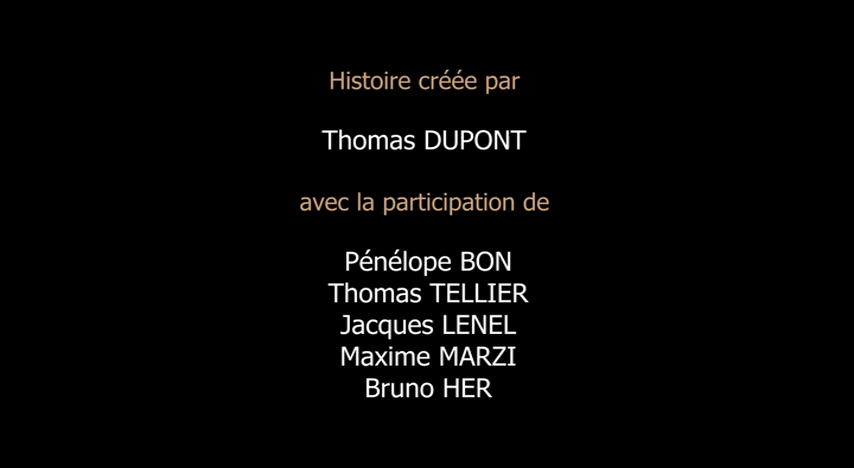 Histoire créée par
Thomas DUPONT
avec la participation de
Pénélope BON
Thomas TELLIER
Jacques LENEL
Maxime MARZI
Bruno HER